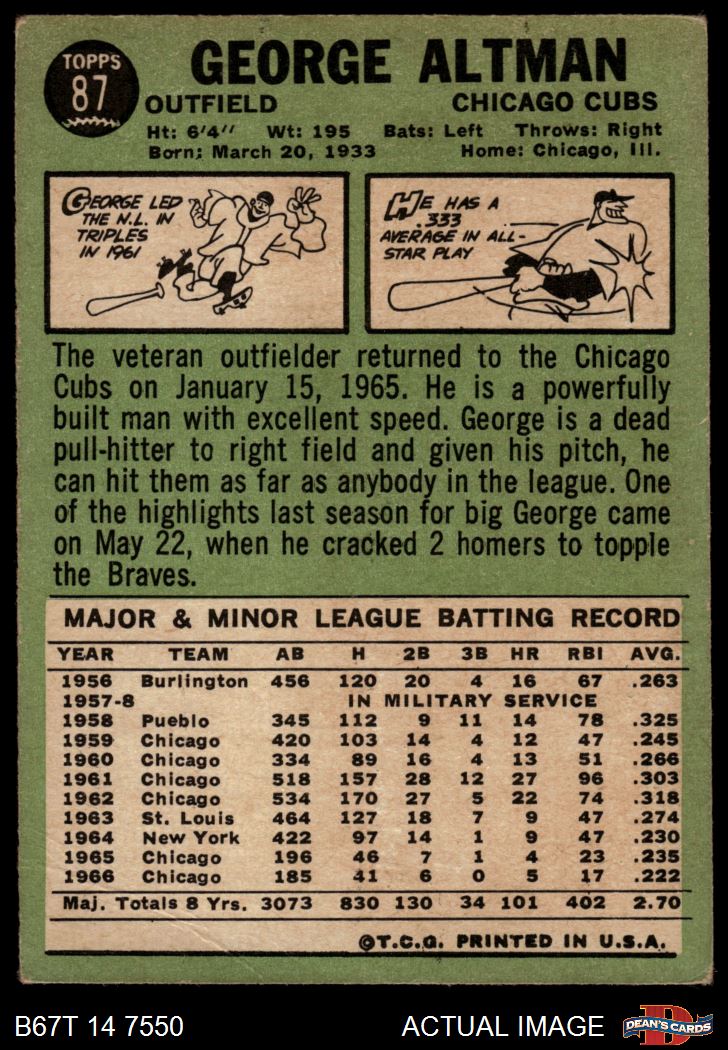 TOPPS
87
GEORGE ALTMAN
OUTFIELD CHICAGO CUBS
Ht: 6'4" Wt: 195 Bats: Left Throws: Right
Born: March 20, 1933 Home: Chicago, Ill.
GEORGE LED
THE N.L. IN
TRIPLES
IN 1961
HE HAS A
.333
AVERAGE IN ALL-
STAR PLAY
The veteran outfielder returned to the Chicago
Cubs on January 15, 1965. He is a powerfully
built man with excellent speed. George is a dead
pull-hitter to right field and given his pitch, he
can hit them as far as anybody in the league. One
of the highlights last season for big George came
on May 22, when he cracked 2 homers to topple
the Braves.
MAJOR & MINOR LEAGUE BATTING RECORD
YEAR TEAM AB H 2B 3B HR RBI AVG.
1956 Burlington 456 120 20 4 16 67 .263
1957-8 IN MILITARY SERVICE
1958 Pueblo 345 112 9 11 14 78 .325
1959 Chicago 420 103 14 4 12 47 .245
1960 Chicago 334 89 16 4 13 51 .266
1961 Chicago 518 157 28 12 27 96 .303
1962 Chicago 534 170 27 5 22 74 .318
1963 St. Louis 464 127 18 7 9 47 .274
1964 New York 422 97 14 1 9 47 .230
1965 Chicago 196 46 7 1 4 23 .235
1966 Chicago 185 41 6 0 5 17 .222
Maj. Totals 8 Yrs. 3073 830 130 34 101 402 2.70
©T.C.G. PRINTED IN U.S.A.
B67T 14 7550 ACTUAL IMAGE
D
DEAN'S CARDS